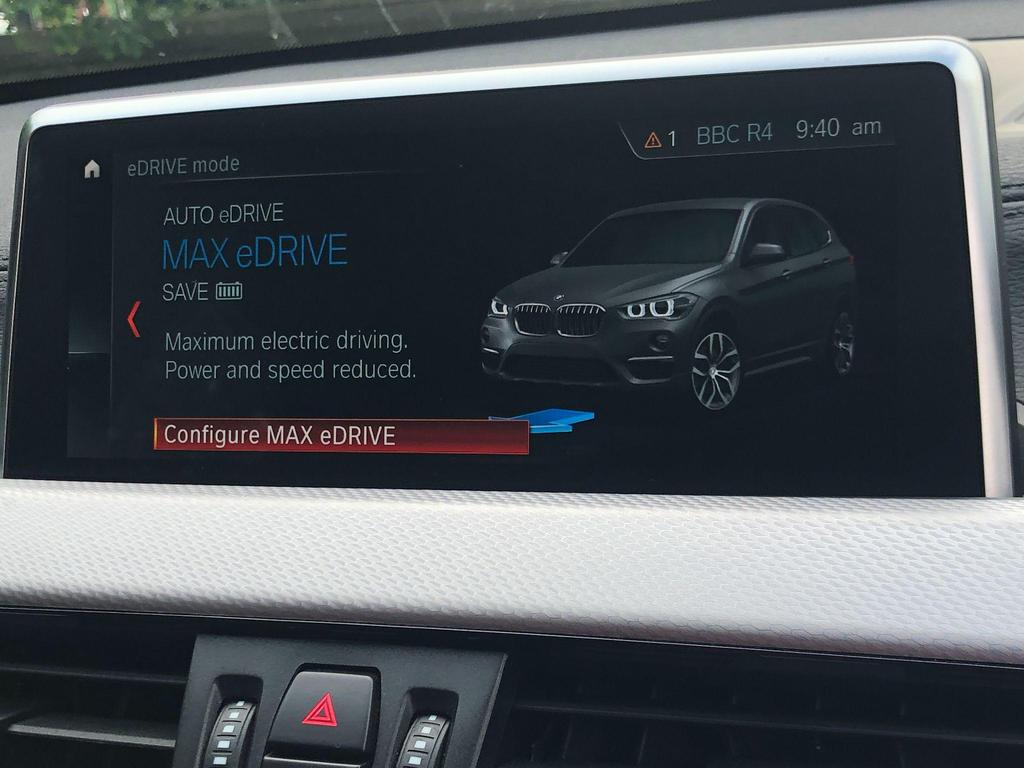 eDRIVE mode
1 BBC R4 9:40 am
AUTO eDRIVE
MAX eDRIVE
SAVE
Maximum electric driving.
Power and speed reduced.
Configure MAX eDRIVE